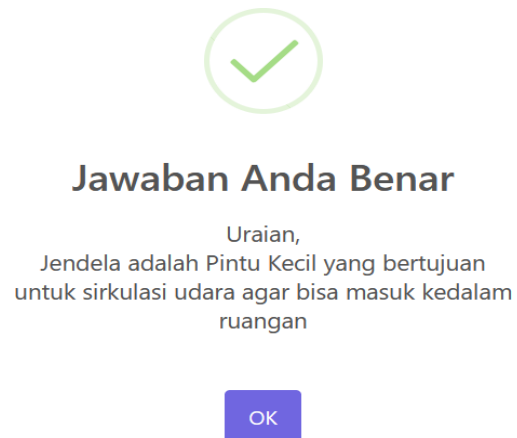 Jawaban Anda Benar
Uraian,
Jendela adalah Pintu Kecil yang bertujuan
untuk sirkulasi udara agar bisa masuk kedalam
ruangan
OK